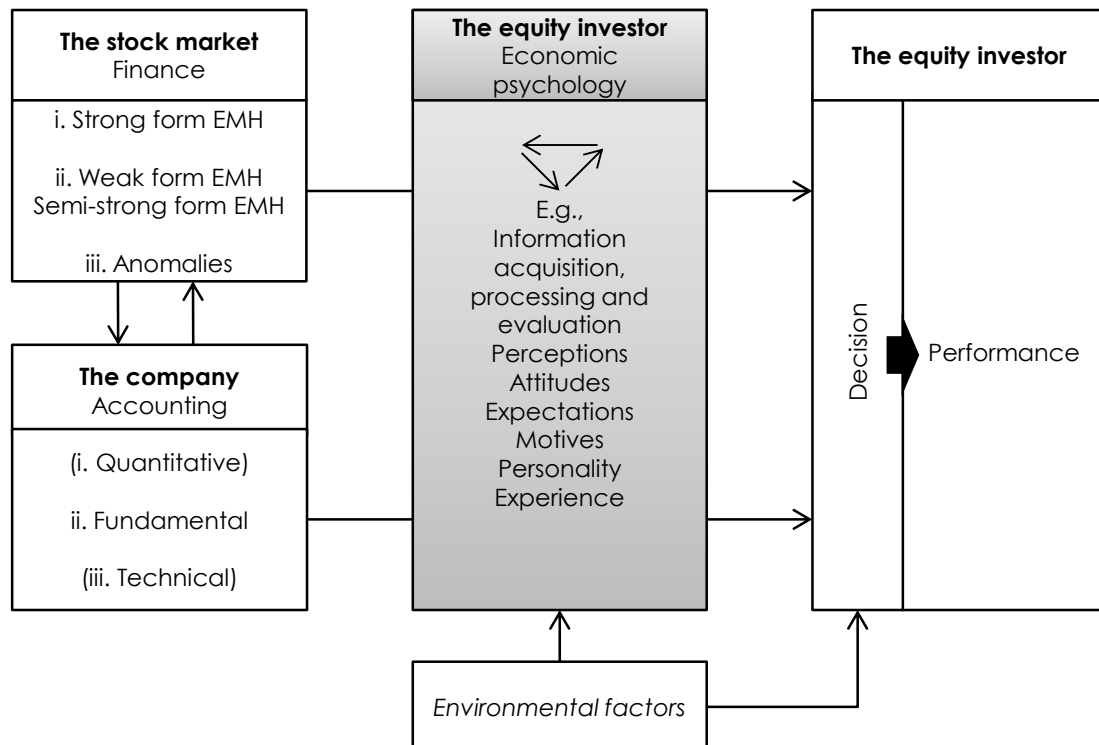 The stock market
Finance
i. Strong form EMH
ii. Weak form EMH
Semi-strong form EMH
iii. Anomalies
The company
Accounting
(i. Quantitative)
ii. Fundamental
(iii. Technical)
The equity investor
Economic
psychology
E.g.,
Information
acquisition,
processing and
evaluation
Perceptions
Attitudes
Expectations
Motives
Personality
Experience
Environmental factors
The equity investor
Decision
Performance